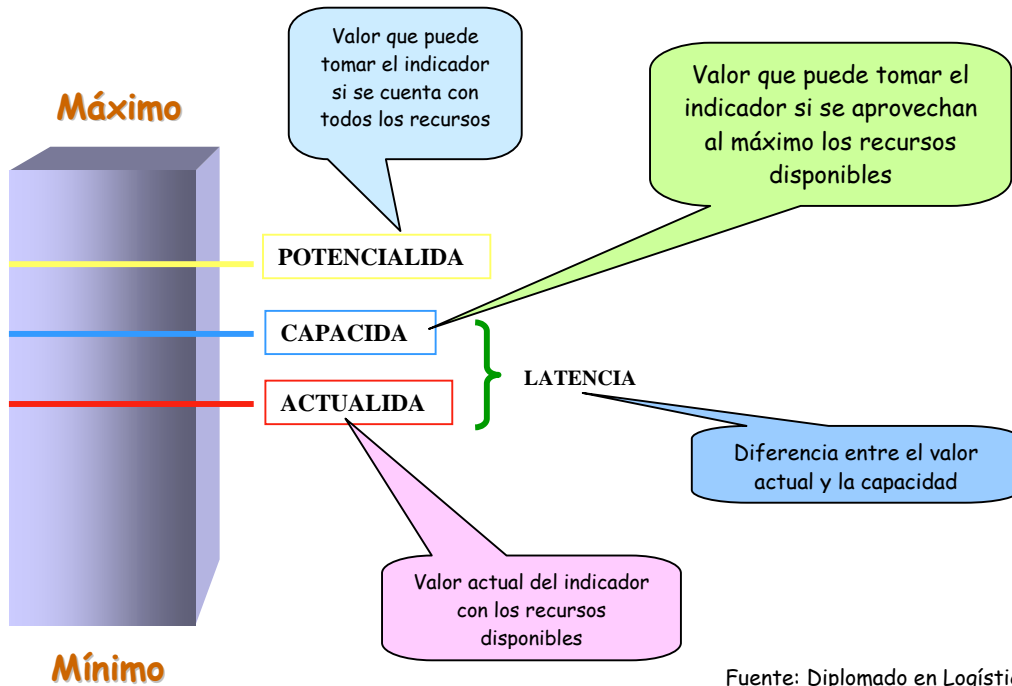 Valor que puede
tomar el indicador
si se cuenta con
todos los recursos
Valor que puede tomar el
indicador si se aprovechan
al máximo los recursos
disponibles
Máximo
POTENCIALIDA
CAPACIDA
LATENCIA
ACTUALIDA
Diferencia entre el valor
actual y la capacidad
Valor actual del indicador
con los recursos
disponibles
Mínimo
Fuente: Diplomado en Logístic